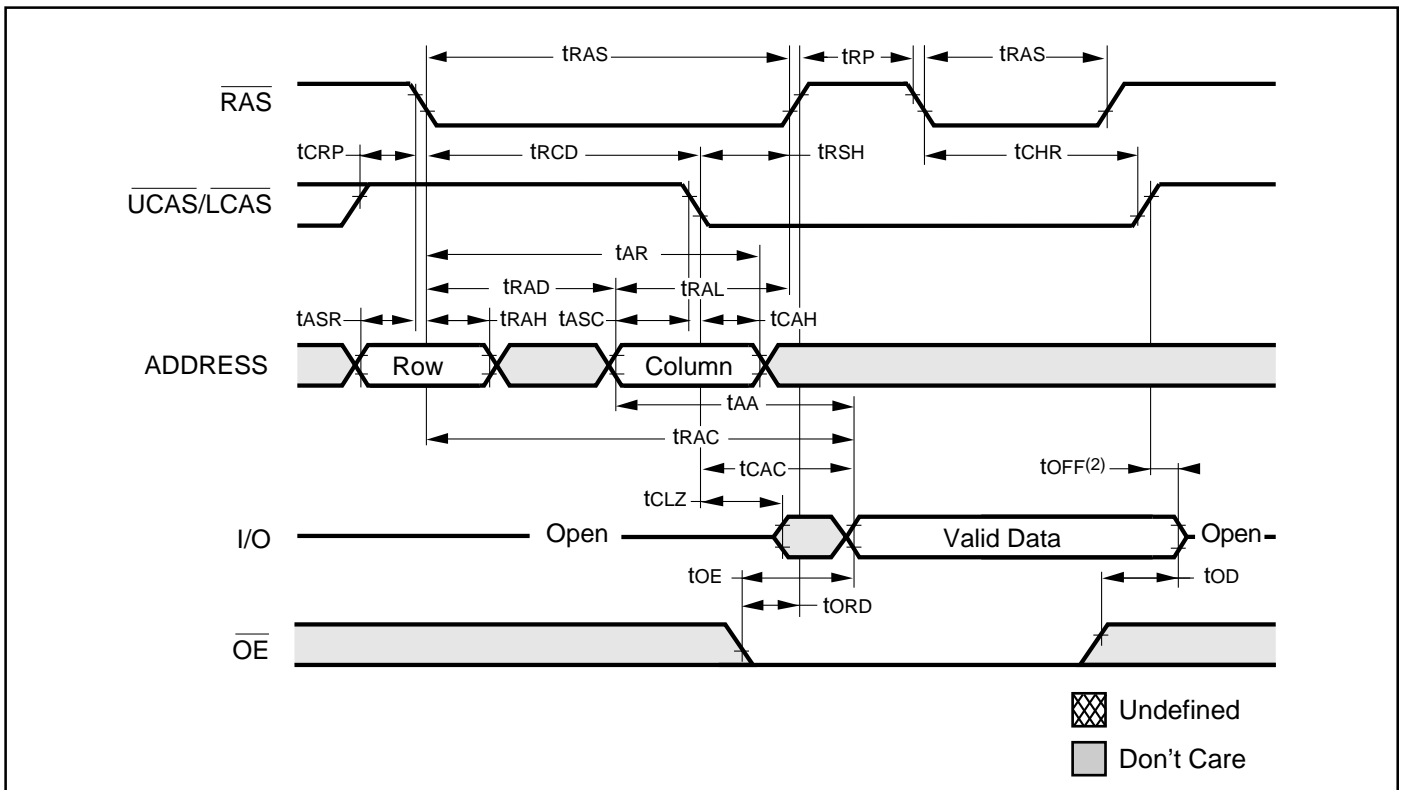 tRAS tRP tRAS
RAS
tCRP tRCD tRSH tCHR
UCAS/LCAS
tAR
tRAD tRAL
tASR tRAH tASC tCAH
ADDRESS Row Column
tAA
tRAC
tCAC tOFF(2)
tCLZ
I/O Open Valid Data Open
tOE tOD
tORD
OE
Undefined
Don't Care